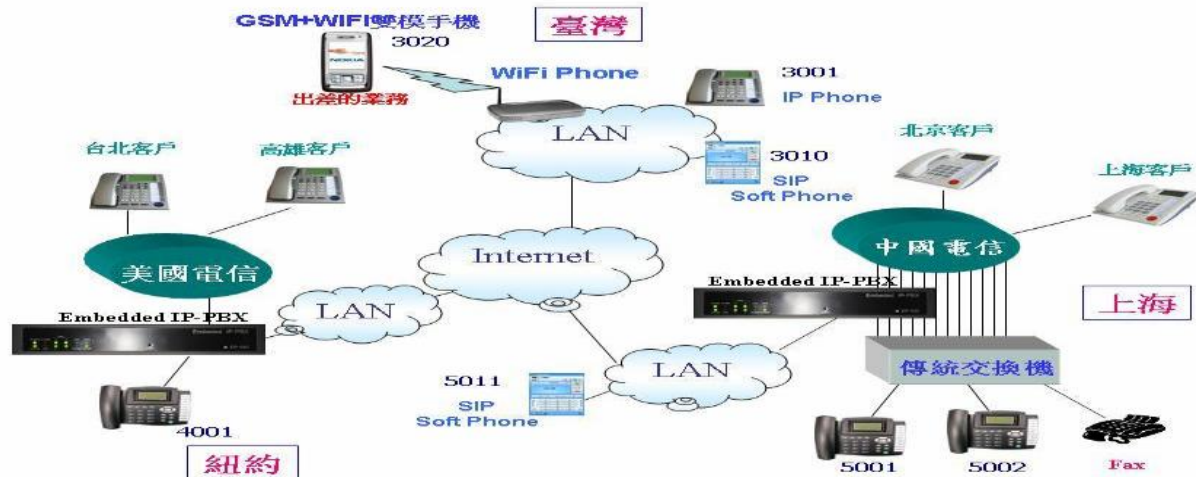 GSM+WIFI雙模手機
3020
臺灣
NOKIA
出差的業務
WiFi Phone
3001
IP Phone
LAN
3010
SIP
Soft Phone
台北客戶
高雄客戶
北京客戶
上海客戶
美國電信
Internet
中國電信
Embedded IP-PBX
LAN
Embedded IP-PBX
上海
傳統交換機
LAN
5011
SIP
Soft Phone
4001
紐約
5001
5002
Fax